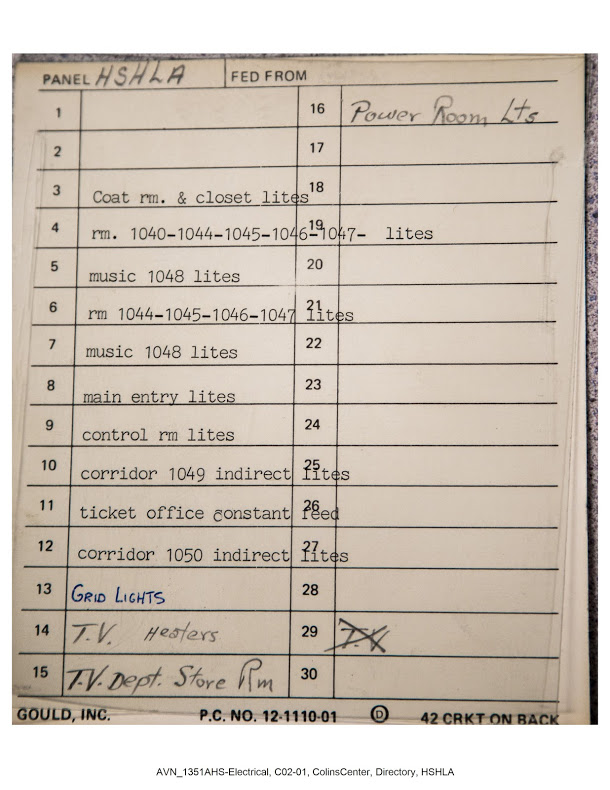 PANEL HSHLA FED FROM
1 16 Power Room Lts
2 17
3 Coat rm. & closet lites 18
4 rm. 1040-1044-1045-1046-1047- lites 19
5 music 1048 lites 20
6 rm 1044-1045-1046-1047 lites 21
7 music 1048 lites 22
8 main entry lites 23
9 control rm lites 24
10 corridor 1049 indirect lites 25
11 ticket office constant feed 26
12 corridor 1050 indirect lites 27
13 GRID LIGHTS 28
14 T.V. Heaters 29 T.V
15 T.V. Dept. Store Rm 30
GOULD, INC. P.C. NO. 12-1110-01 D 42 CRKT ON BACK
AVN_1351AHS-Electrical, C02-01, ColinsCenter, Directory, HSHLA